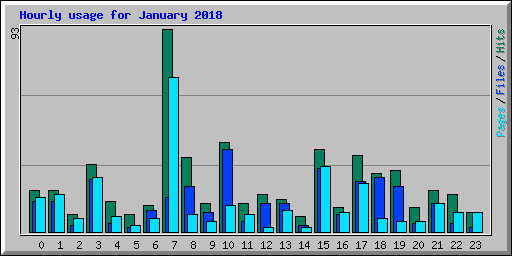 Hourly usage for January 2018
93
Pages/Files/Hits
0 1 2 3 4 5 6 7 8 9 10 11 12 13 14 15 16 17 18 19 20 21 22 23